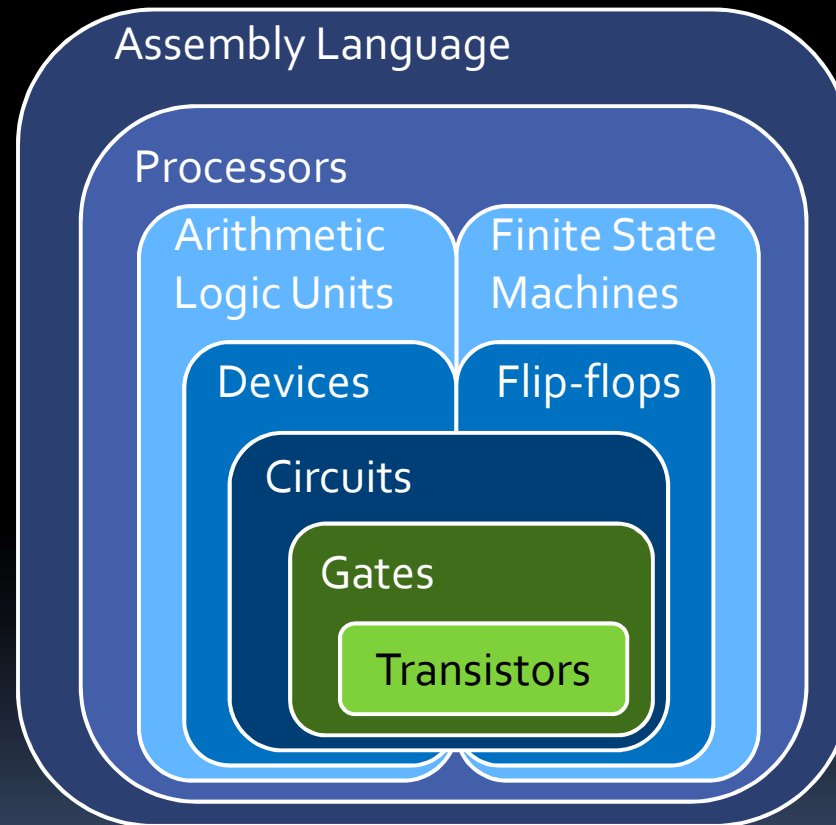 Assembly Language
Processors
Arithmetic
Logic Units
Finite State
Machines
Devices
Flip-flops
Circuits
Gates
Transistors